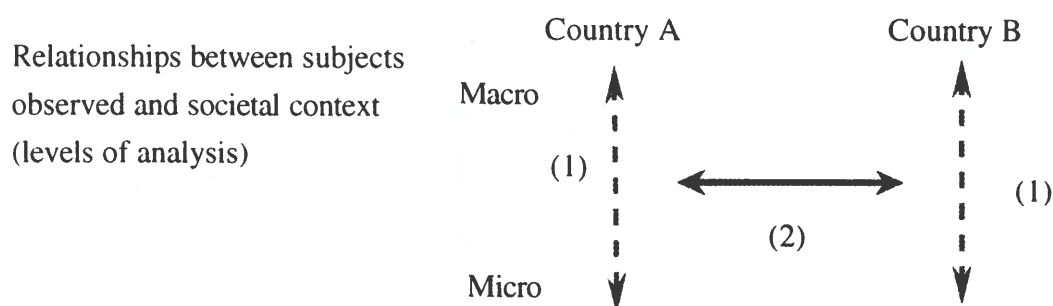 Relationships between subjects
observed and societal context
(levels of analysis)
Country A
Country B
Macro
(1)
(1)
(2)
Micro